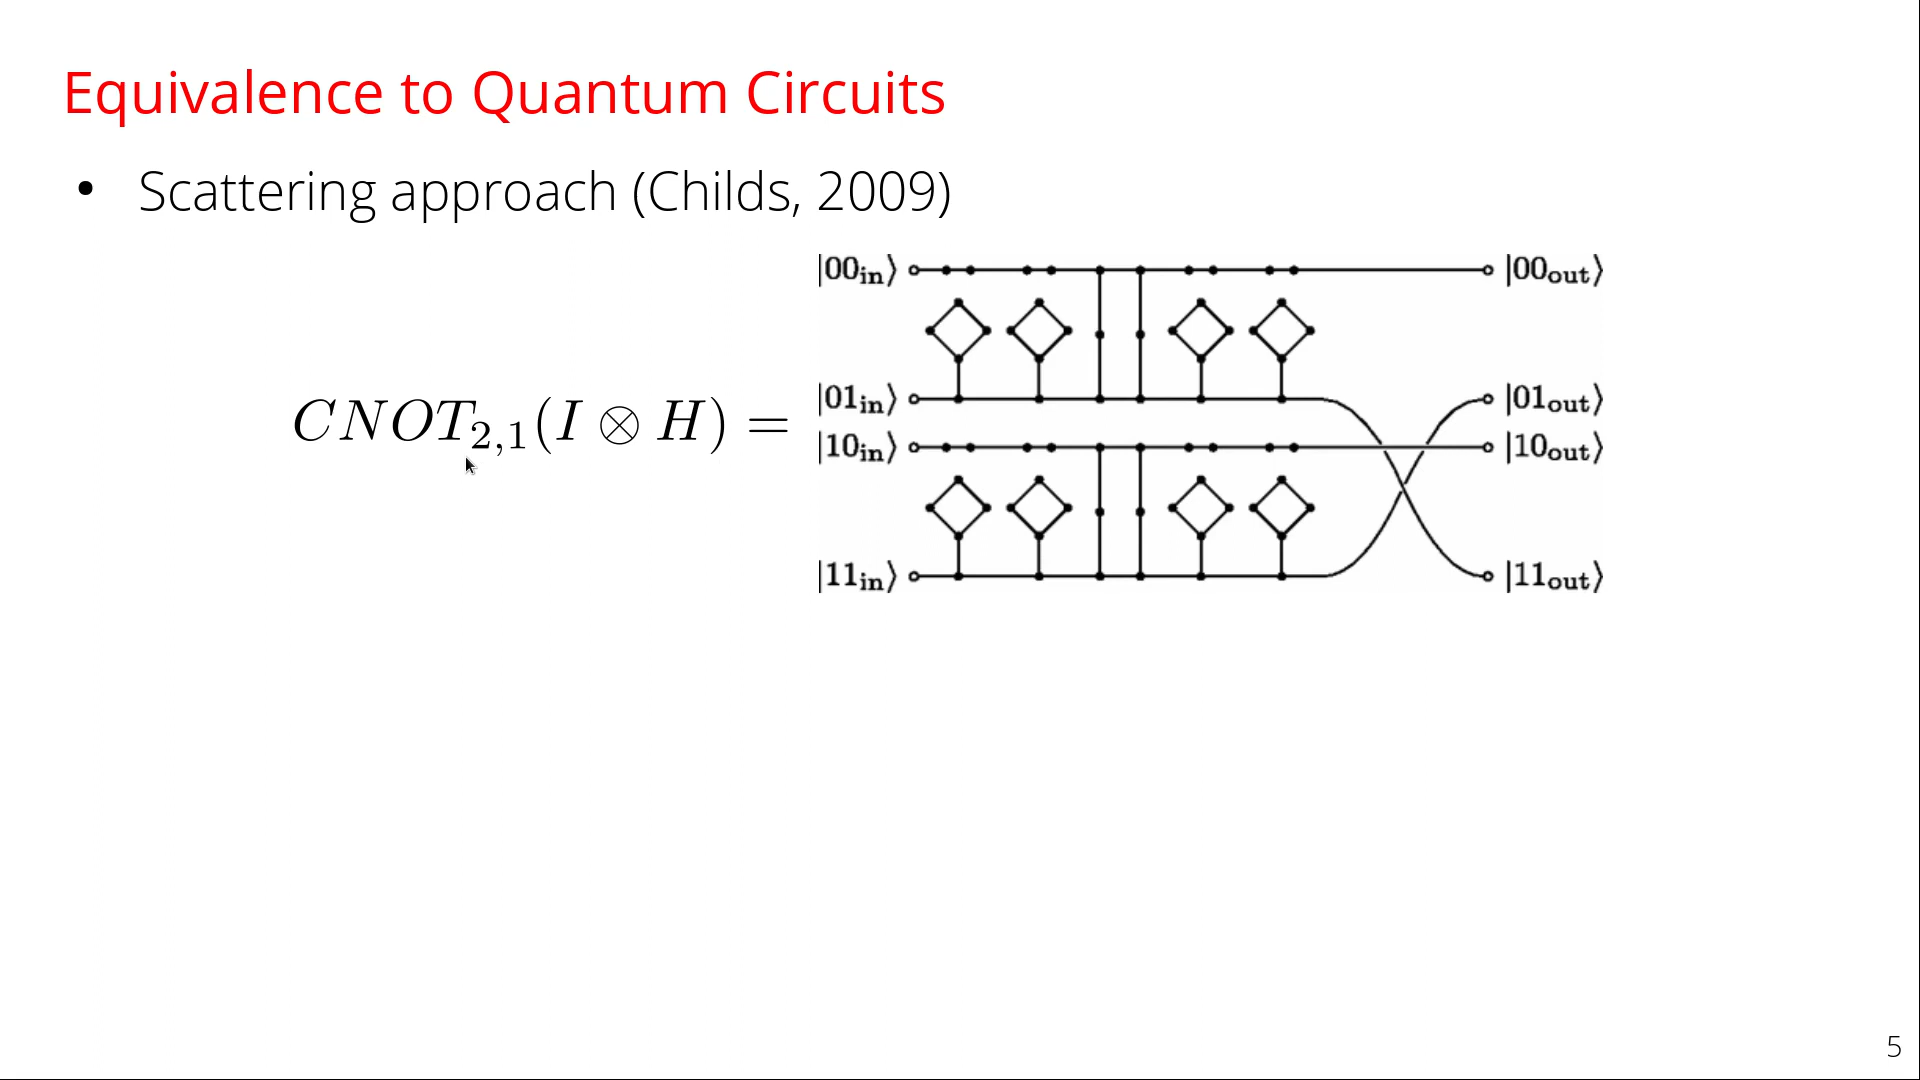 Equivalence to Quantum Circuits
• Scattering approach (Childs, 2009)
|00in⟩ |00out⟩
|01in⟩ |01out⟩
CNOT2,1(I ⊗ H) =
|10in⟩ |10out⟩
|11in⟩ |11out⟩
5